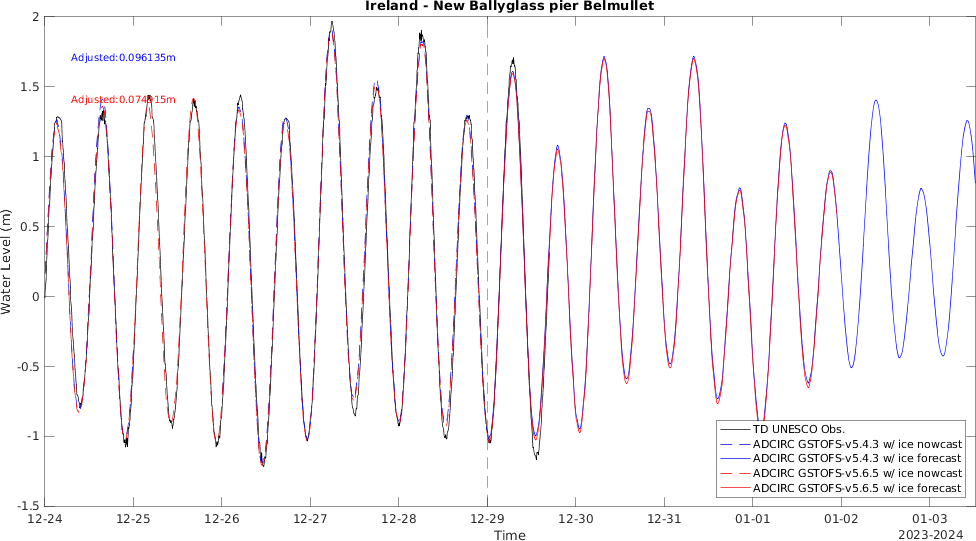 Ireland - New Ballyglass pier Belmullet
Water Level (m)
2
1.5
1
0.5
0
-0.5
-1
-1.5
Adjusted:0.096135m
Adjusted:0.074915m
TD UNESCO Obs.
ADCIRC GSTOFS-v5.4.3 w/ ice nowcast
ADCIRC GSTOFS-v5.4.3 w/ ice forecast
ADCIRC GSTOFS-v5.6.5 w/ ice nowcast
ADCIRC GSTOFS-v5.6.5 w/ ice forecast
12-24 12-25 12-26 12-27 12-28 12-29 12-30 12-31 01-01 01-02 01-03
Time
2023-2024